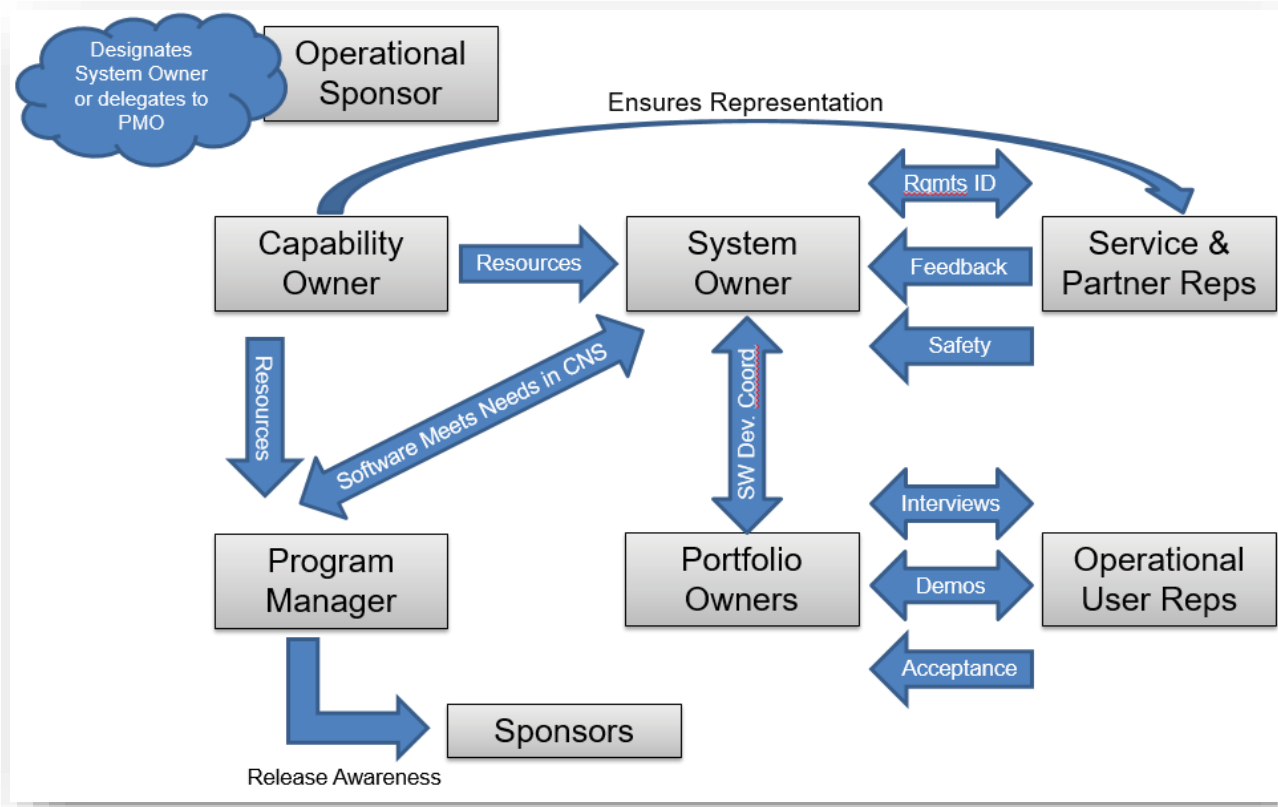 Designates
System Owner
or delegates to
PMO
Operational
Sponsor
Ensures Representation
Rqmts ID
Capability
Owner
Resources
System
Owner
Feedback
Service &
Partner Reps
Safety
Resources
Software Meets Needs in CNS
SW Dev. Coord.
Interviews
Program
Manager
Portfolio
Owners
Demos
Operational
User Reps
Acceptance
Sponsors
Release Awareness